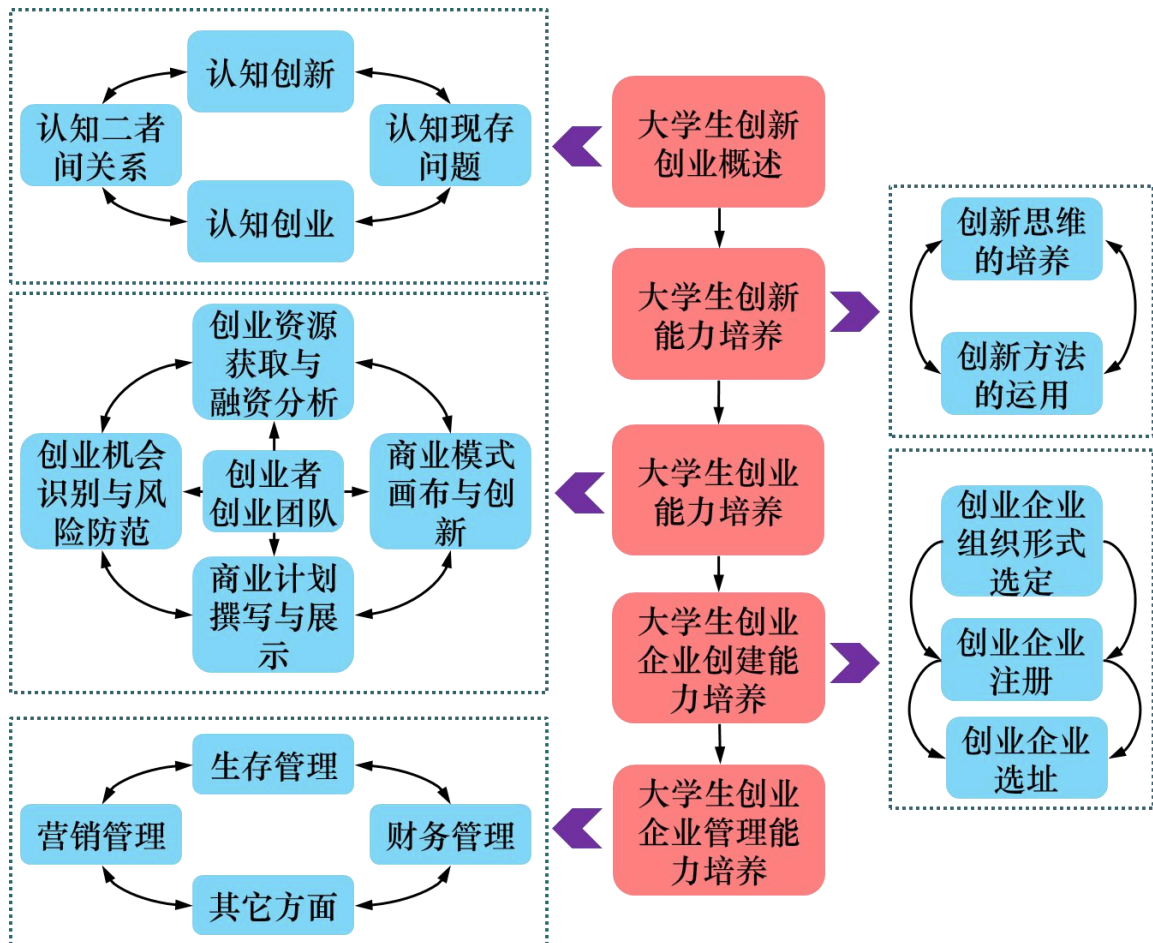 认知创新
认知二者
间关系
认知现存
问题
认知创业
大学生创新
创业概述
创新思维
的培养
创新方法
的运用
大学生创新
能力培养
创业资源
获取与
融资分析
创业机会
识别与风
险防范
创业者
创业团队
商业模式
画布与创
新
商业计划
撰写与展
示
大学生创业
能力培养
创业企业
组织形式
选定
创业企业
注册
创业企业
选址
大学生创业
企业创建能
力培养
生存管理
营销管理
财务管理
其它方面
大学生创业
企业管理能
力培养